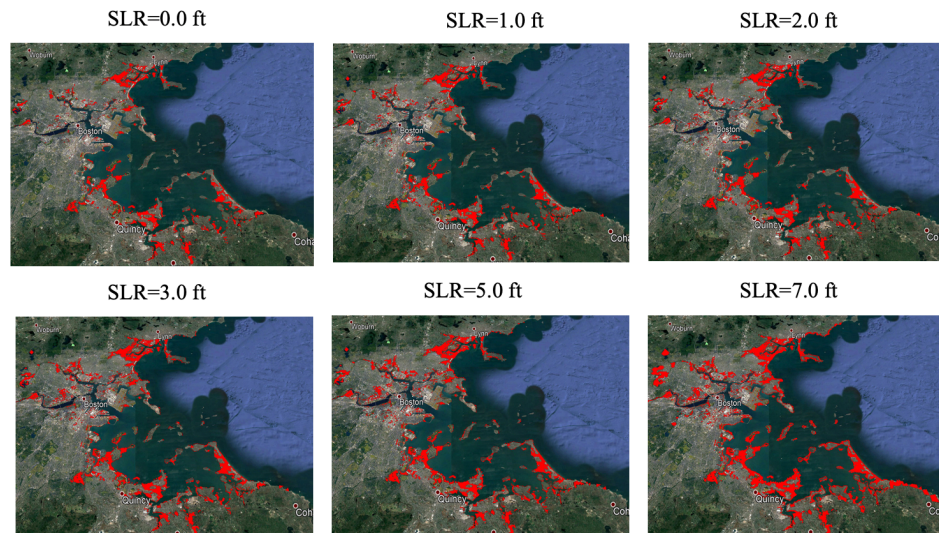 SLR=0.0 ft
SLR=1.0 ft
SLR=2.0 ft
Woburn
Lynn
Boston
Quincy
Coha
Woburn
Lynn
Boston
Quincy
Coh
Woburn
Lynn
Boston
Quincy
Coh
SLR=3.0 ft
SLR=5.0 ft
SLR=7.0 ft
Woburn
Lynn
Boston
Quincy
Coh
Woburn
Lynn
Boston
Quincy
Coh
Woburn
Lynn
Boston
Quincy
Coh